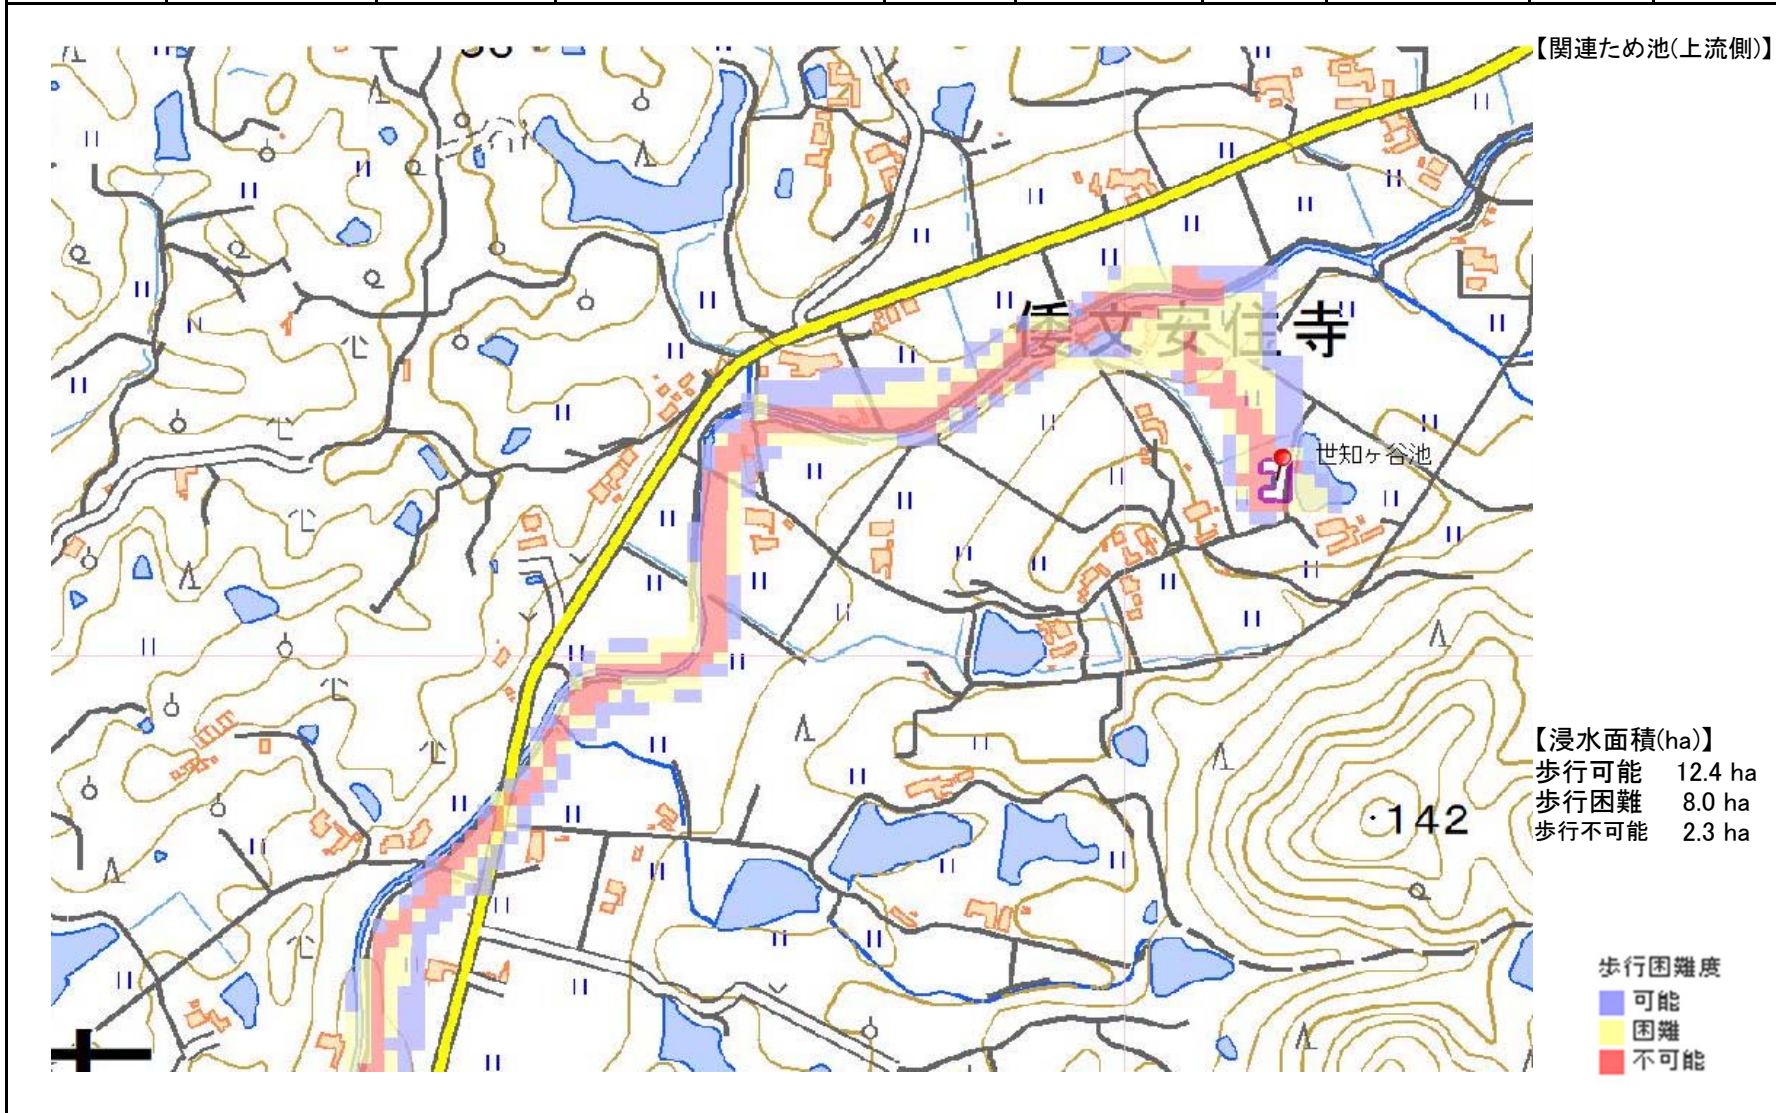 【関連ため池(上流側)】
倭文安住寺
世知ヶ谷池
【浸水面積(ha)】
歩行可能 12.4 ha
歩行困難 8.0 ha
歩行不可能 2.3 ha
・142
歩行困難度
可能
困難
不可能